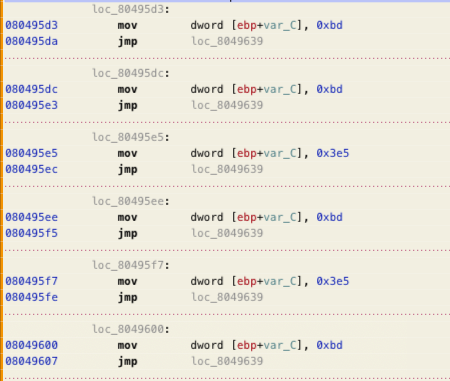 loc_80495d3:
080495d3 mov dword [ebp+var_C], 0xbd
080495da jmp loc_8049639
loc_80495dc:
080495dc mov dword [ebp+var_C], 0xbd
080495e3 jmp loc_8049639
loc_80495e5:
080495e5 mov dword [ebp+var_C], 0x3e5
080495ec jmp loc_8049639
loc_80495ee:
080495ee mov dword [ebp+var_C], 0xbd
080495f5 jmp loc_8049639
loc_80495f7:
080495f7 mov dword [ebp+var_C], 0x3e5
080495fe jmp loc_8049639
loc_8049600:
08049600 mov dword [ebp+var_C], 0xbd
08049607 jmp loc_8049639